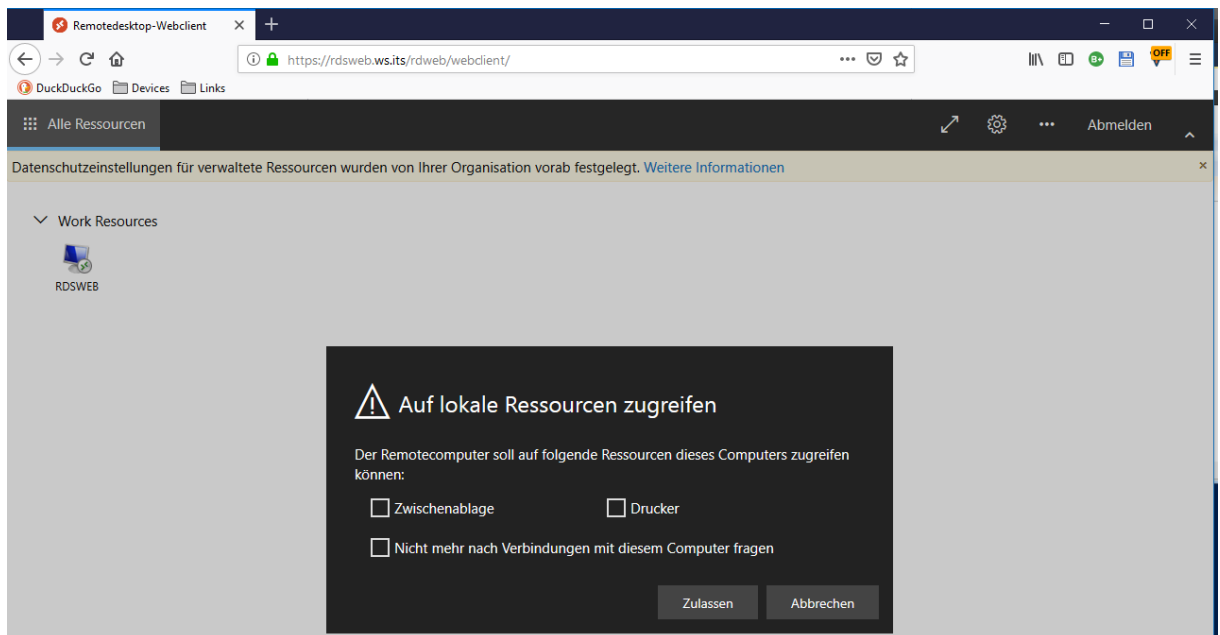 Remotedesktop-Webclient
https://rdsweb.ws.its/rdweb/webclient/
OFF
DuckDuckGo Devices Links
Alle Ressourcen Abmelden
Datenschutzeinstellungen für verwaltete Ressourcen wurden von Ihrer Organisation vorab festgelegt. Weitere Informationen
Work Resources
RDSWEB
Auf lokale Ressourcen zugreifen
Der Remotecomputer soll auf folgende Ressourcen dieses Computers zugreifen
können:
Zwischenablage Drucker
Nicht mehr nach Verbindungen mit diesem Computer fragen
Zulassen Abbrechen